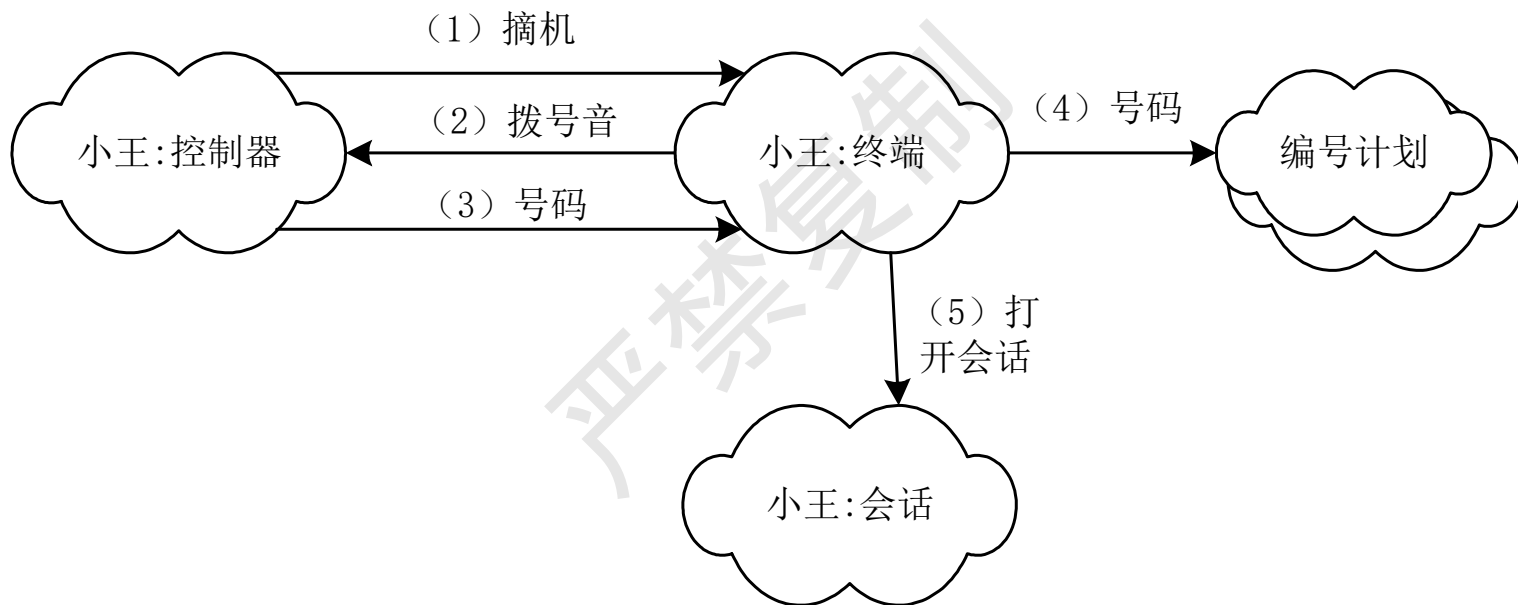 （1）摘机
（2）拨号音
（4）号码
小王:控制器
小王:终端
编号计划
（3）号码
（5）打
开会话
小王:会话
严禁复制